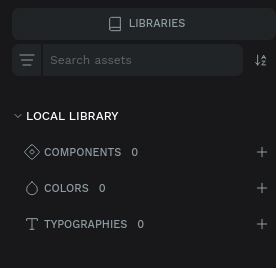 LIBRARIES
Search assets
LOCAL LIBRARY
COMPONENTS 0
COLORS 0
TYPOGRAPHIES 0